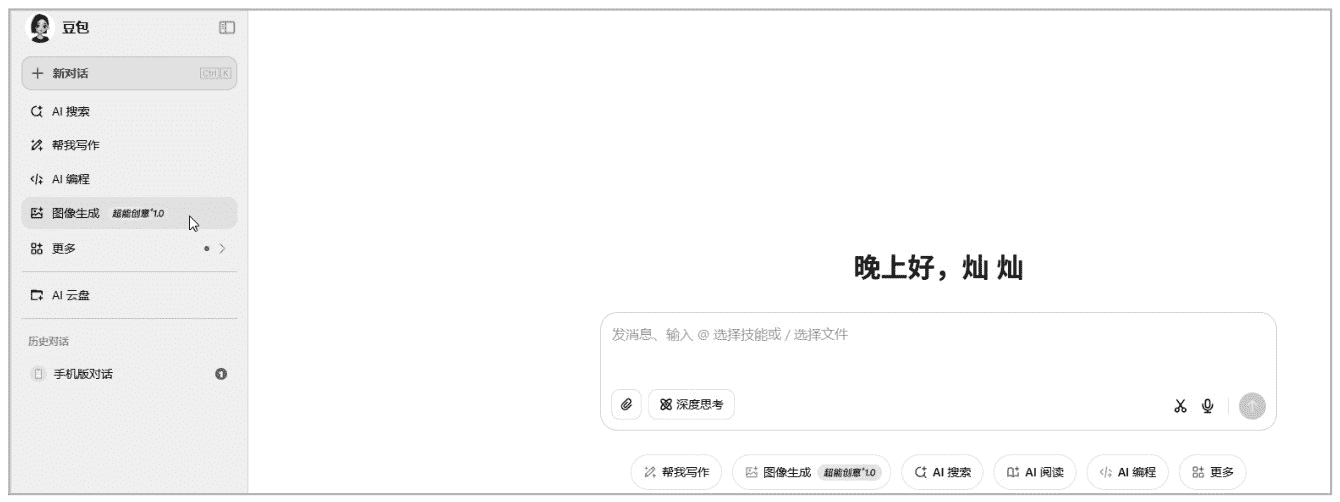 豆包
新对话 Ctrl K
AI 搜索
帮我写作
AI 编程
图像生成 超能创意*1.0
更多
AI 云盘
历史对话
手机版对话 1
晚上好，灿 灿
发消息、输入 @ 选择技能或 / 选择文件
深度思考
帮我写作 图像生成 超能创意*1.0 AI 搜索 AI 阅读 AI 编程 更多